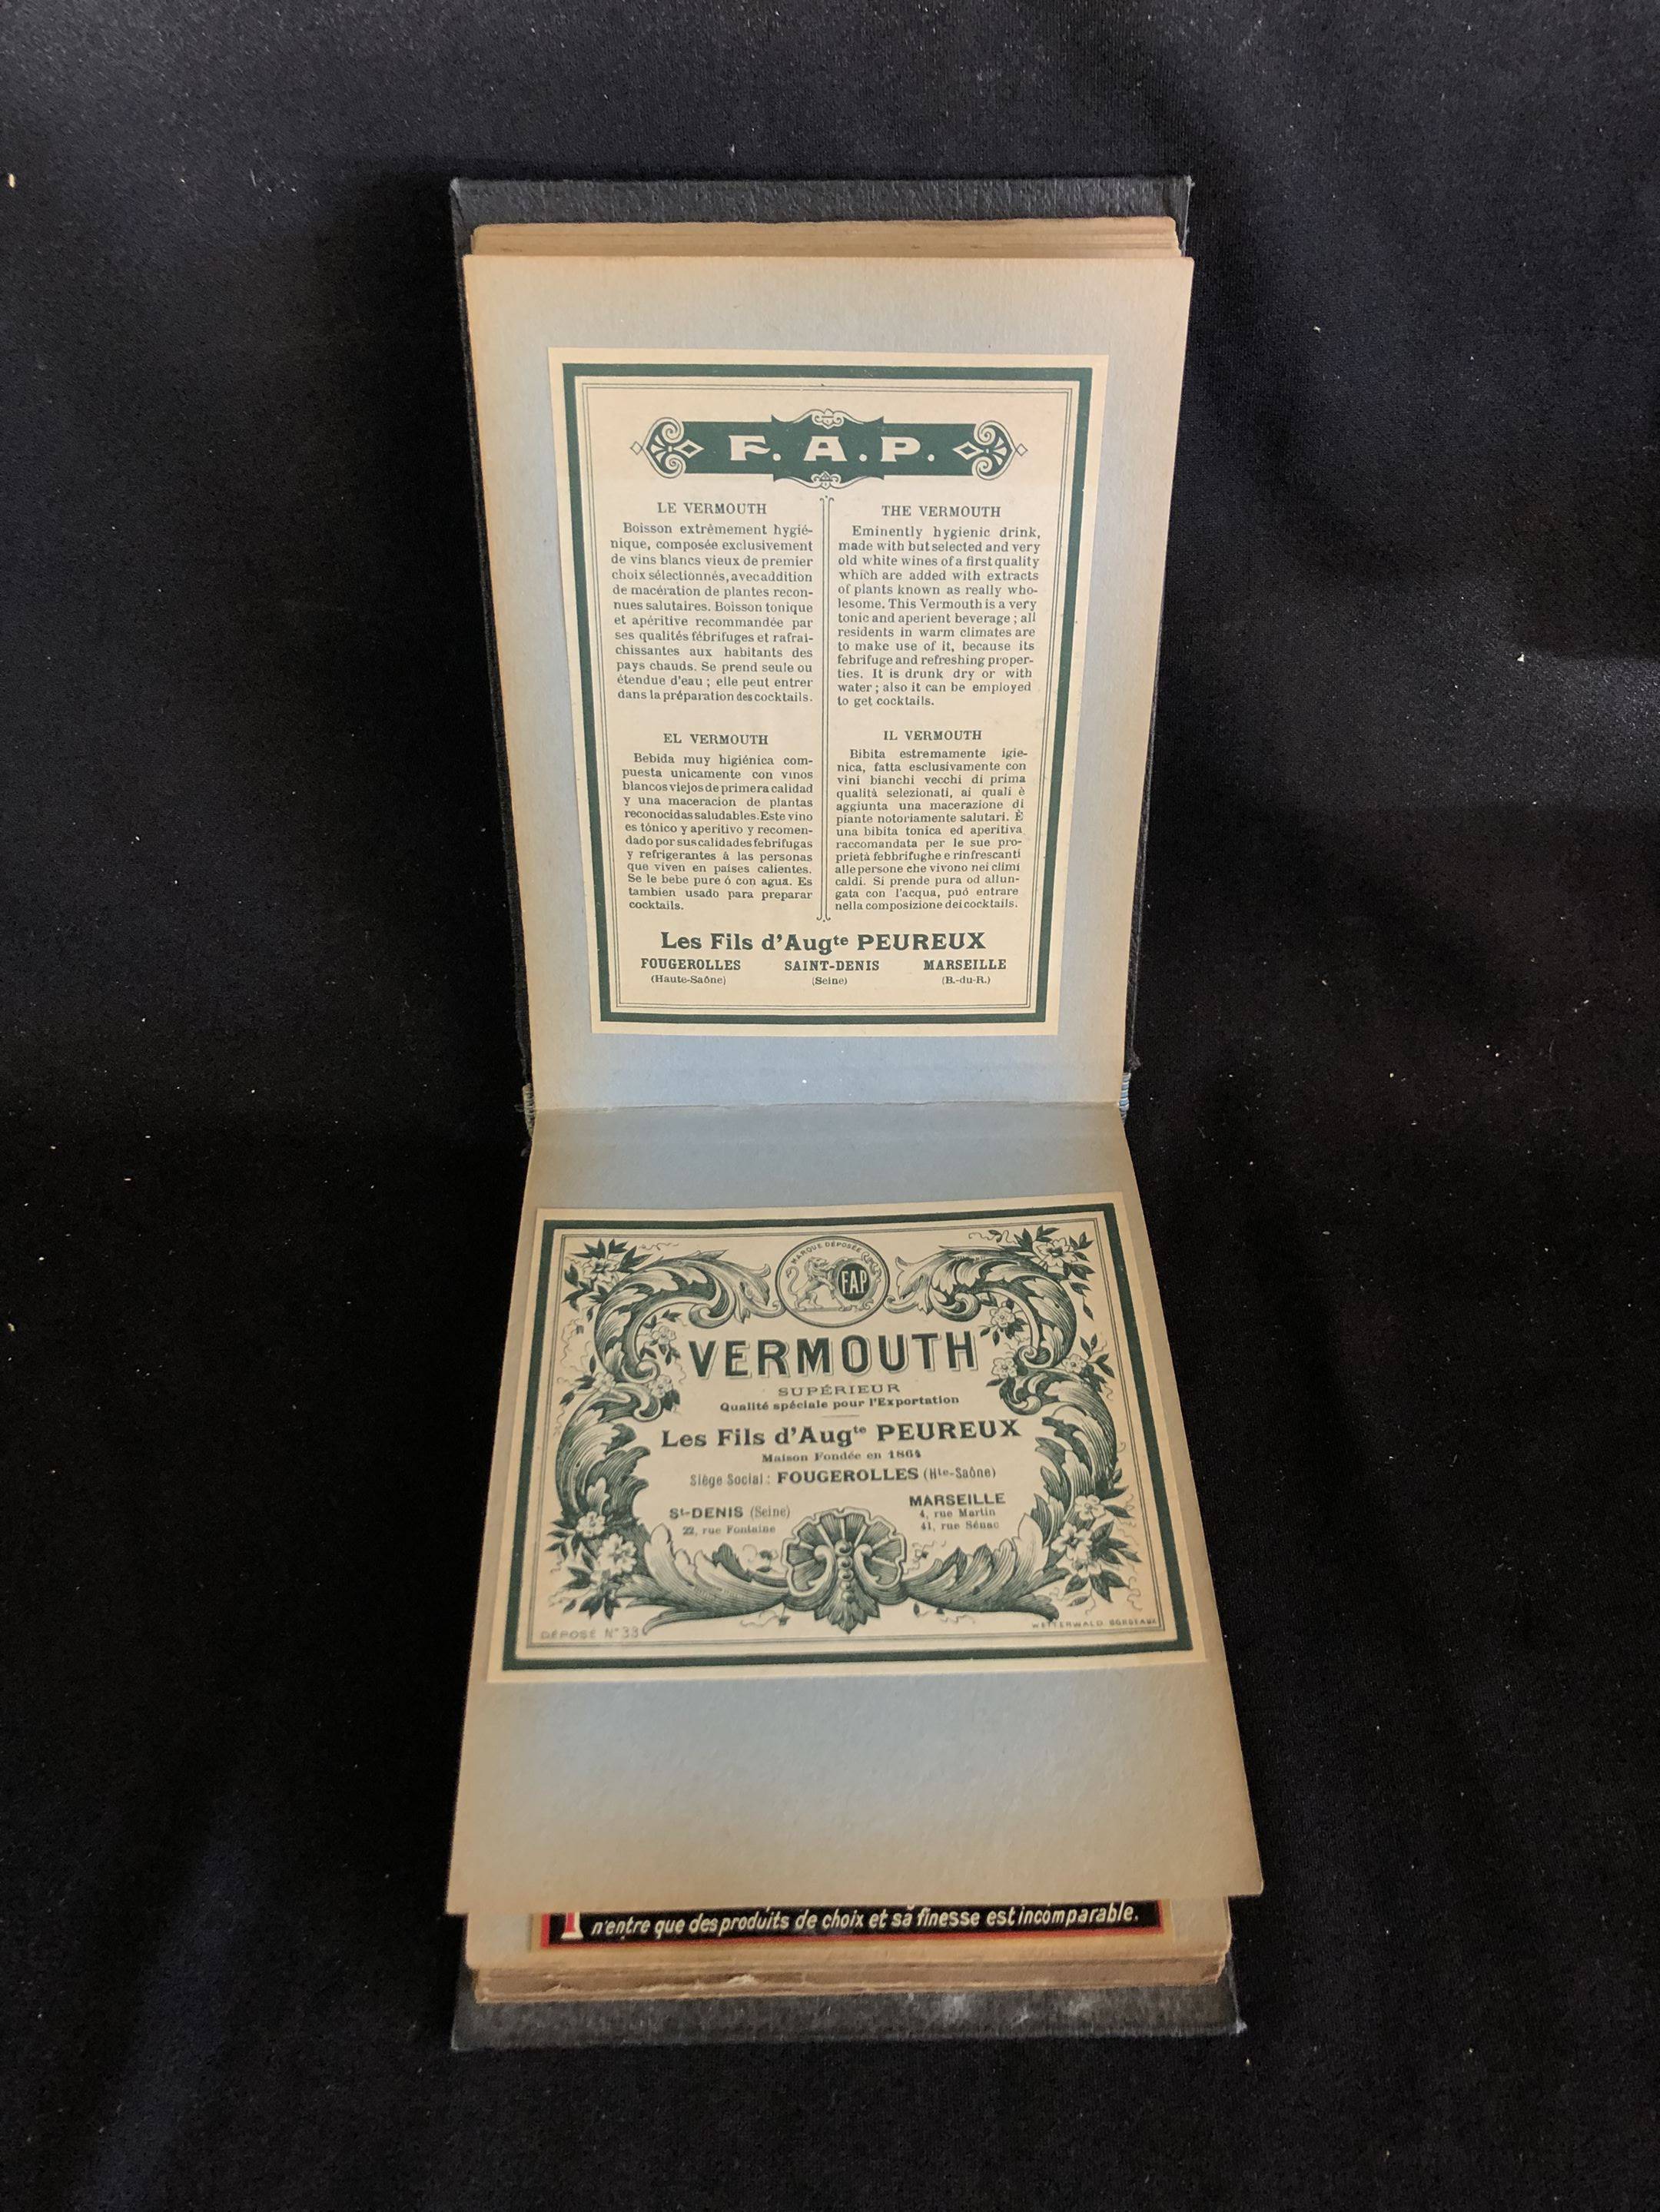 F. A. P.
LE VERMOUTH
Boisson extrêmement hygié-
nique, composée exclusivement
de vins blancs vieux de premier
choix sélectionnés, avec addition
de macération de plantes recon-
nues salutaires. Boisson tonique
et apéritive recommandée par
ses qualités fébrifuges et rafraî-
chissantes aux habitants des
pays chauds. Se prend seule ou
étendue d'eau ; elle peut entrer
dans la préparation des cocktails.
THE VERMOUTH
Eminently hygienic drink,
made with but selected and very
old white wines of a first quality
which are added with extracts
of plants known as really who-
lesome. This Vermouth is a very
tonic and aperient beverage ; all
residents in warm climates are
to make use of it, because its
febrifuge and refreshing proper-
ties. It is drunk dry or with
water ; also it can be employed
to get cocktails.
EL VERMOUTH
Bebida muy higiénica com-
puesta unicamente con vinos
blancos viejos de primera calidad
y una maceracion de plantas
reconocidas saludables. Este vino
es tónico y aperitivo y recomen-
dado por sus calidades febrifugas
y refrigerantes á las personas
que viven en países calientes.
Se le bebe pure ó con agua. Es
tambien usado para preparar
cocktails.
IL VERMOUTH
Bibita estremamente igie-
nica, fatta esclusivamente con
vini bianchi vecchi di prima
qualità selezionati, ai quali è
aggiunta una macerazione di
piante notoriamente salutari. È
una bibita tonica ed aperitiva
raccomandata per le sue pro-
prietà febbrifughe e rinfrescanti
alle persone che vivono nei climi
caldi. Si prende pura od allun-
gata con l'acqua, puó entrare
nella composizione dei cocktails.
Les Fils d'Augte PEUREUX
FOUGEROLLES SAINT-DENIS MARSEILLE
(Haute-Saône) (Seine) (B.-du-R.)
MARQUE DÉPOSÉE
FAP
VERMOUTH
SUPÉRIEUR
Qualité spéciale pour l'Exportation
Les Fils d'Augte PEUREUX
Maison Fondée en 1864
Siège Social : FOUGEROLLES (Hte-Saône)
St-DENIS (Seine)
22, rue Fontaine
MARSEILLE
4, rue Martin
41, rue Sénac
DÉPOSÉ N° 33
WETTERWALD BORDEAUX
n'entre que des produits de choix et sa finesse est incomparable.